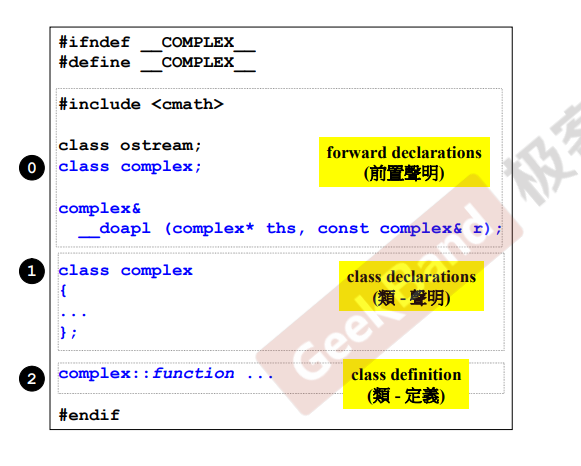 #ifndef __COMPLEX__
#define __COMPLEX__
#include <cmath>
class ostream;
0
class complex;
forward declarations
(前置聲明)
complex&
__doapl (complex* ths, const complex& r);
1
class complex
{
...
};
class declarations
(類 - 聲明)
2
complex::function ...
class definition
(類 - 定義)
#endif
GeekBand
极客